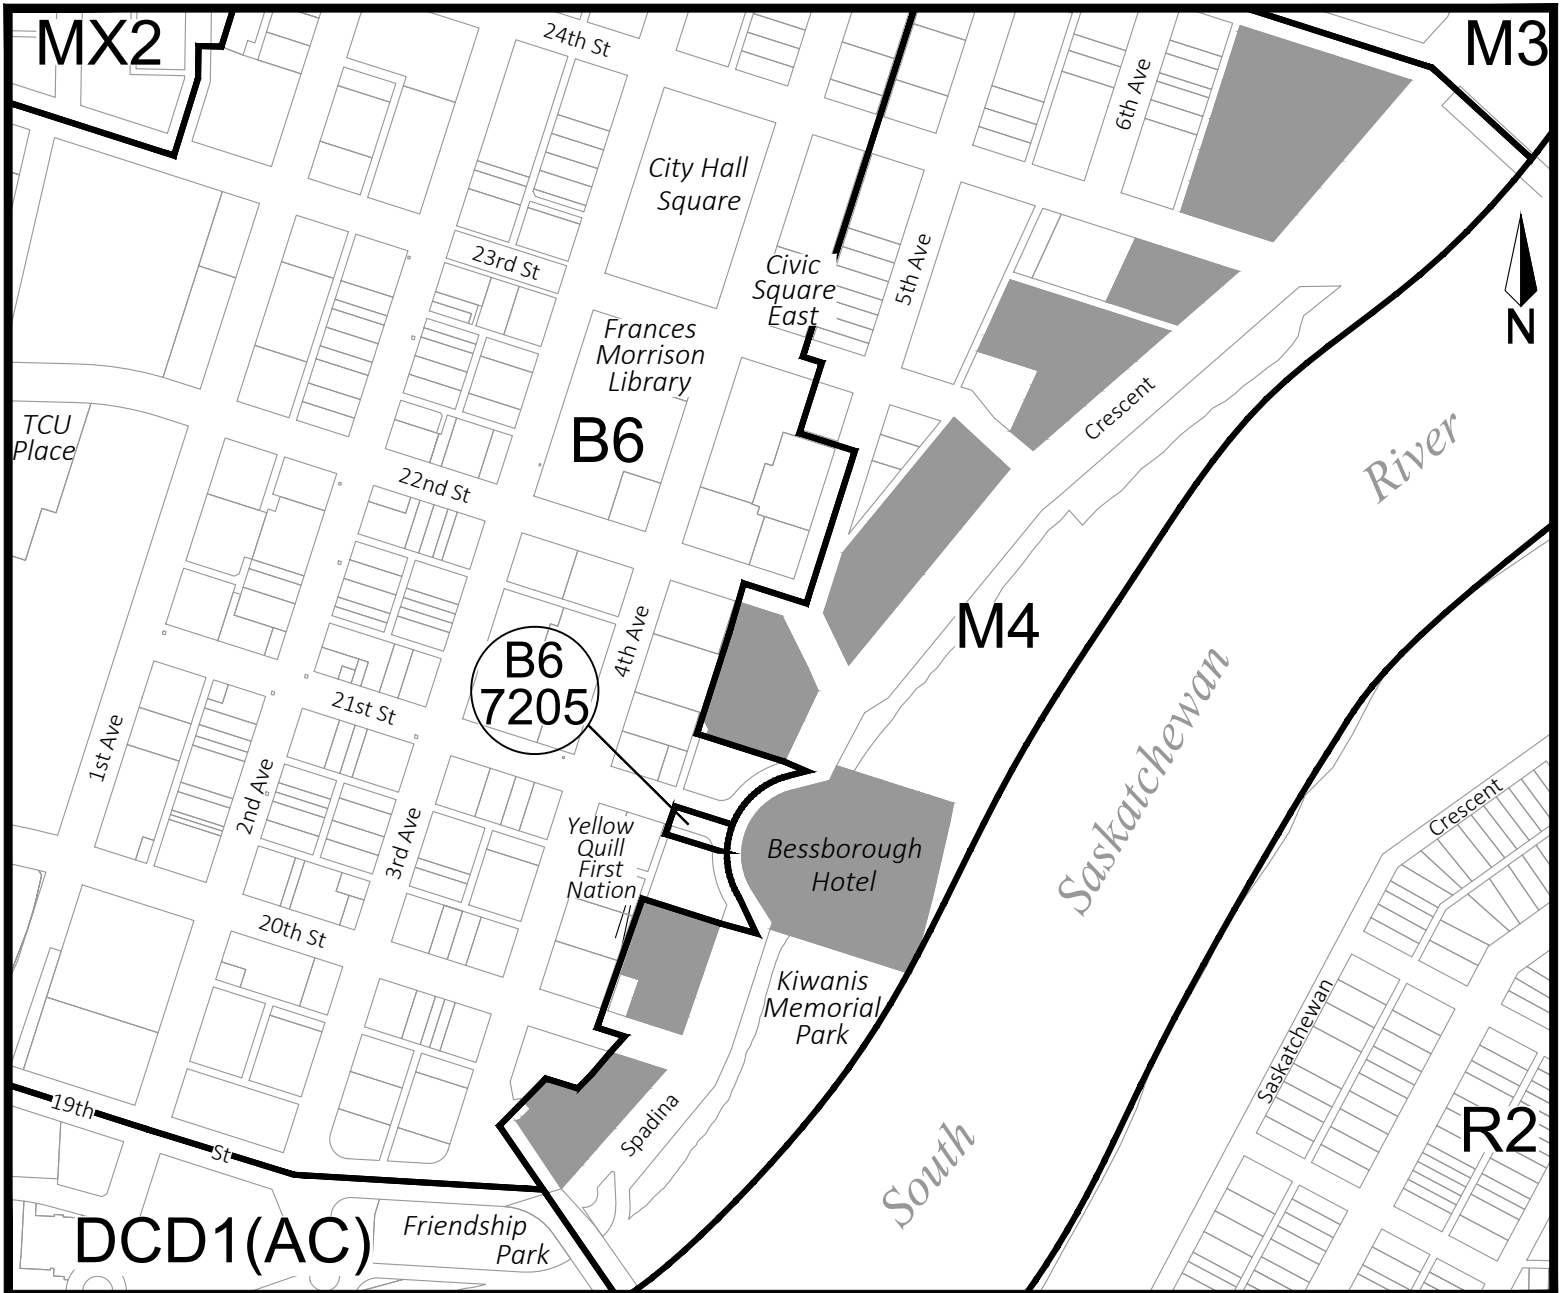 MX2
24th St
M3
6th Ave
City Hall
Square
23rd St
Civic
Square
East
5th Ave
N
Frances
Morrison
Library
TCU
Place
B6
22nd St
Crescent
River
M4
4th Ave
B6
7205
21st St
1st Ave
2nd Ave
3rd Ave
Saskatchewan
Yellow
Quill
First
Nation
Bessborough
Hotel
Crescent
20th St
Kiwanis
Memorial
Park
Saskatchewan
19th
St
Spadina
South
R2
DCD1(AC)
Friendship
Park